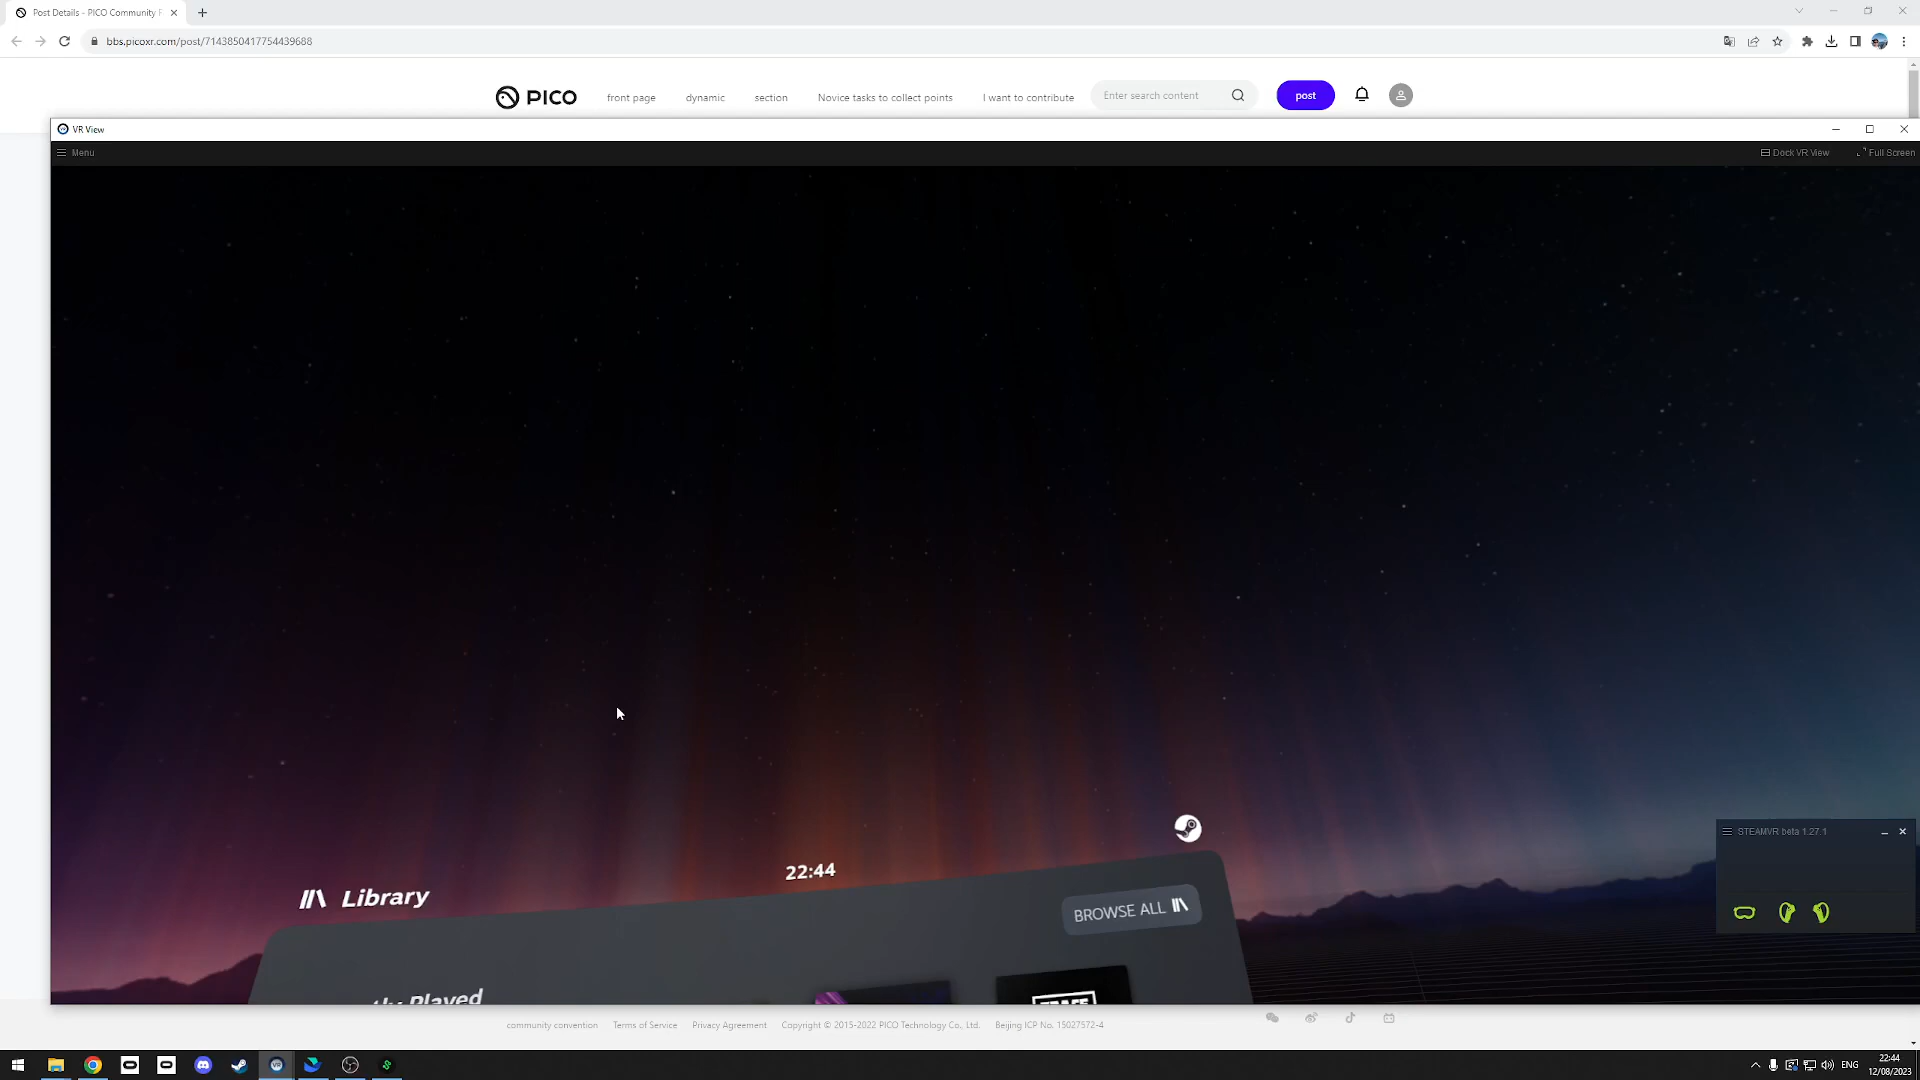 Post Details - PICO Community F
bbs.picoxr.com/post/7143850417754439688
PICO
front page
dynamic
section
Novice tasks to collect points
I want to contribute
Enter search content
post
VR View
Menu
Dock VR View
Full Screen
STEAMVR beta 1.27.1
22:44
Library
BROWSE ALL
Played
community convention
Terms of Service
Privacy Agreement
Copyright © 2015-2022 PICO Technology Co., Ltd.
Beijing ICP No. 15027572-4
VR
ENG
22:44
12/08/2023